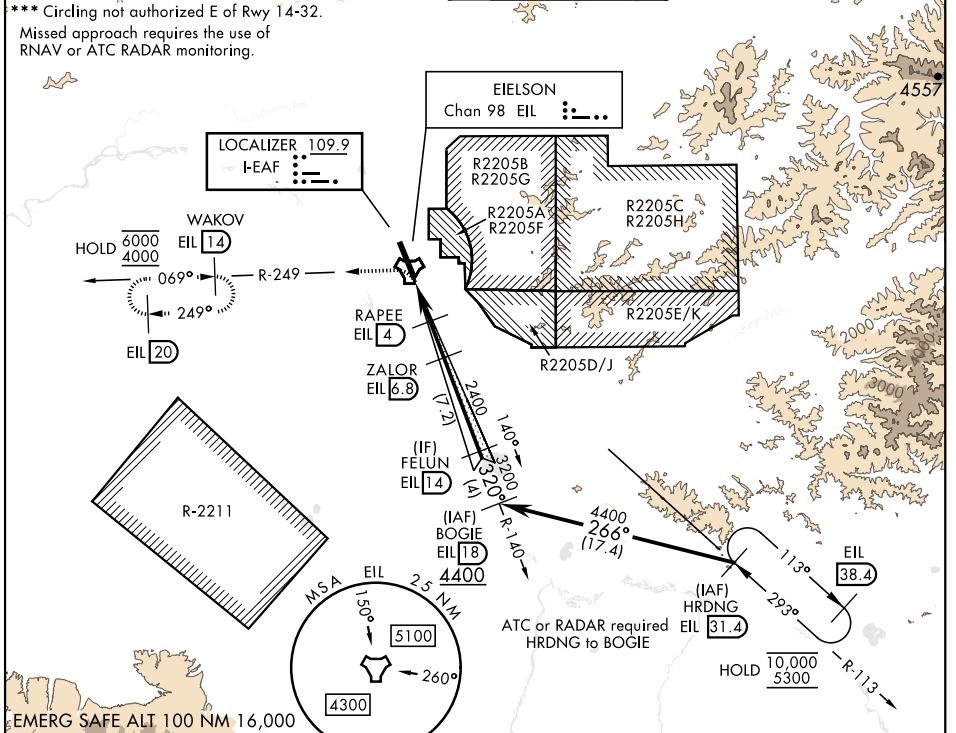 *** Circling not authorized E of Rwy 14-32.
Missed approach requires the use of
RNAV or ATC RADAR monitoring.
4557
EIELSON
Chan 98 EIL
LOCALIZER 109.9
I-EAF
R2205B
R2205G
R2205A
R2205F
R2205C
R2205H
R2205E/K
R2205D/J
WAKOV
EIL 14
HOLD 6000
4000
069°
R-249
249°
EIL 20
RAPEE
EIL 4
ZALOR
EIL 6.8
2400
(7.2)
140°
(IF)
FELUN
EIL 14
3200
320°
(4)
(IAF)
BOGIE
EIL 18
4400
R-140
4400
266°
(17.4)
2000
4000
3000
R-2211
113°
EIL
38.4
293°
(IAF)
HRDNG
EIL 31.4
ATC or RADAR required
HRDNG to BOGIE
HOLD 10,000
5300
R-113
MSA EIL 25 NM
150°
5100
260°
4300
EMERG SAFE ALT 100 NM 16,000